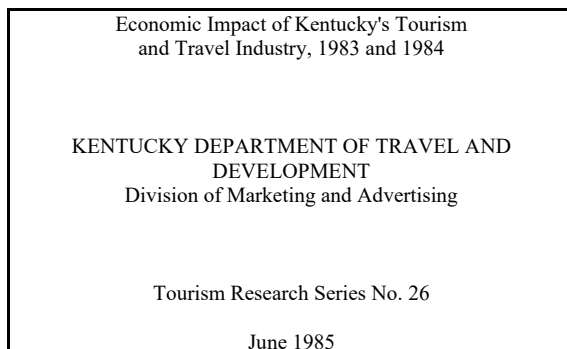 Economic Impact of Kentucky's Tourism
and Travel Industry, 1983 and 1984
KENTUCKY DEPARTMENT OF TRAVEL AND
DEVELOPMENT
Division of Marketing and Advertising
Tourism Research Series No. 26
June 1985